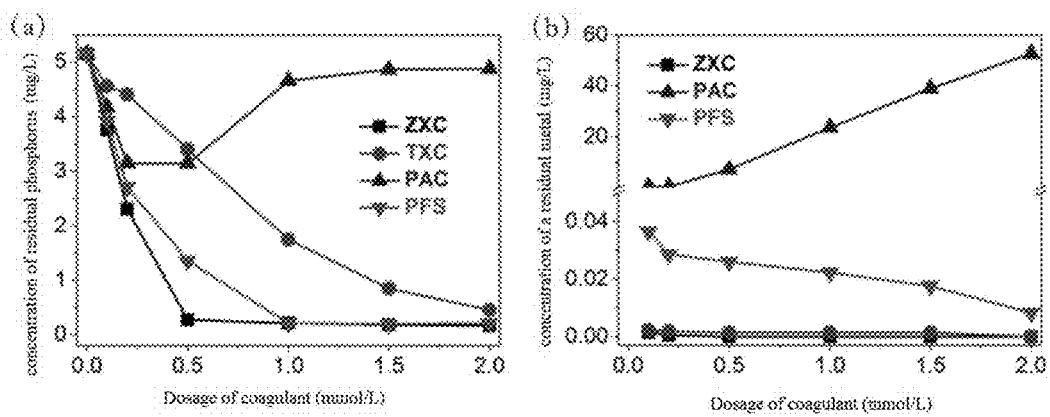 (a)
concentration of residual phosphorus (mg/L)
6
5
4
3
2
1
0
ZXC
TXC
PAC
PFS
0.0 0.5 1.0 1.5 2.0
Dosage of coagulant (mmol/L)
(b)
concentration of a residual metal (mg/L)
60
40
20
0.04
0.02
0.00
ZXC
PAC
PFS
0.0 0.5 1.0 1.5 2.0
Dosage of coagulant (mmol/L)